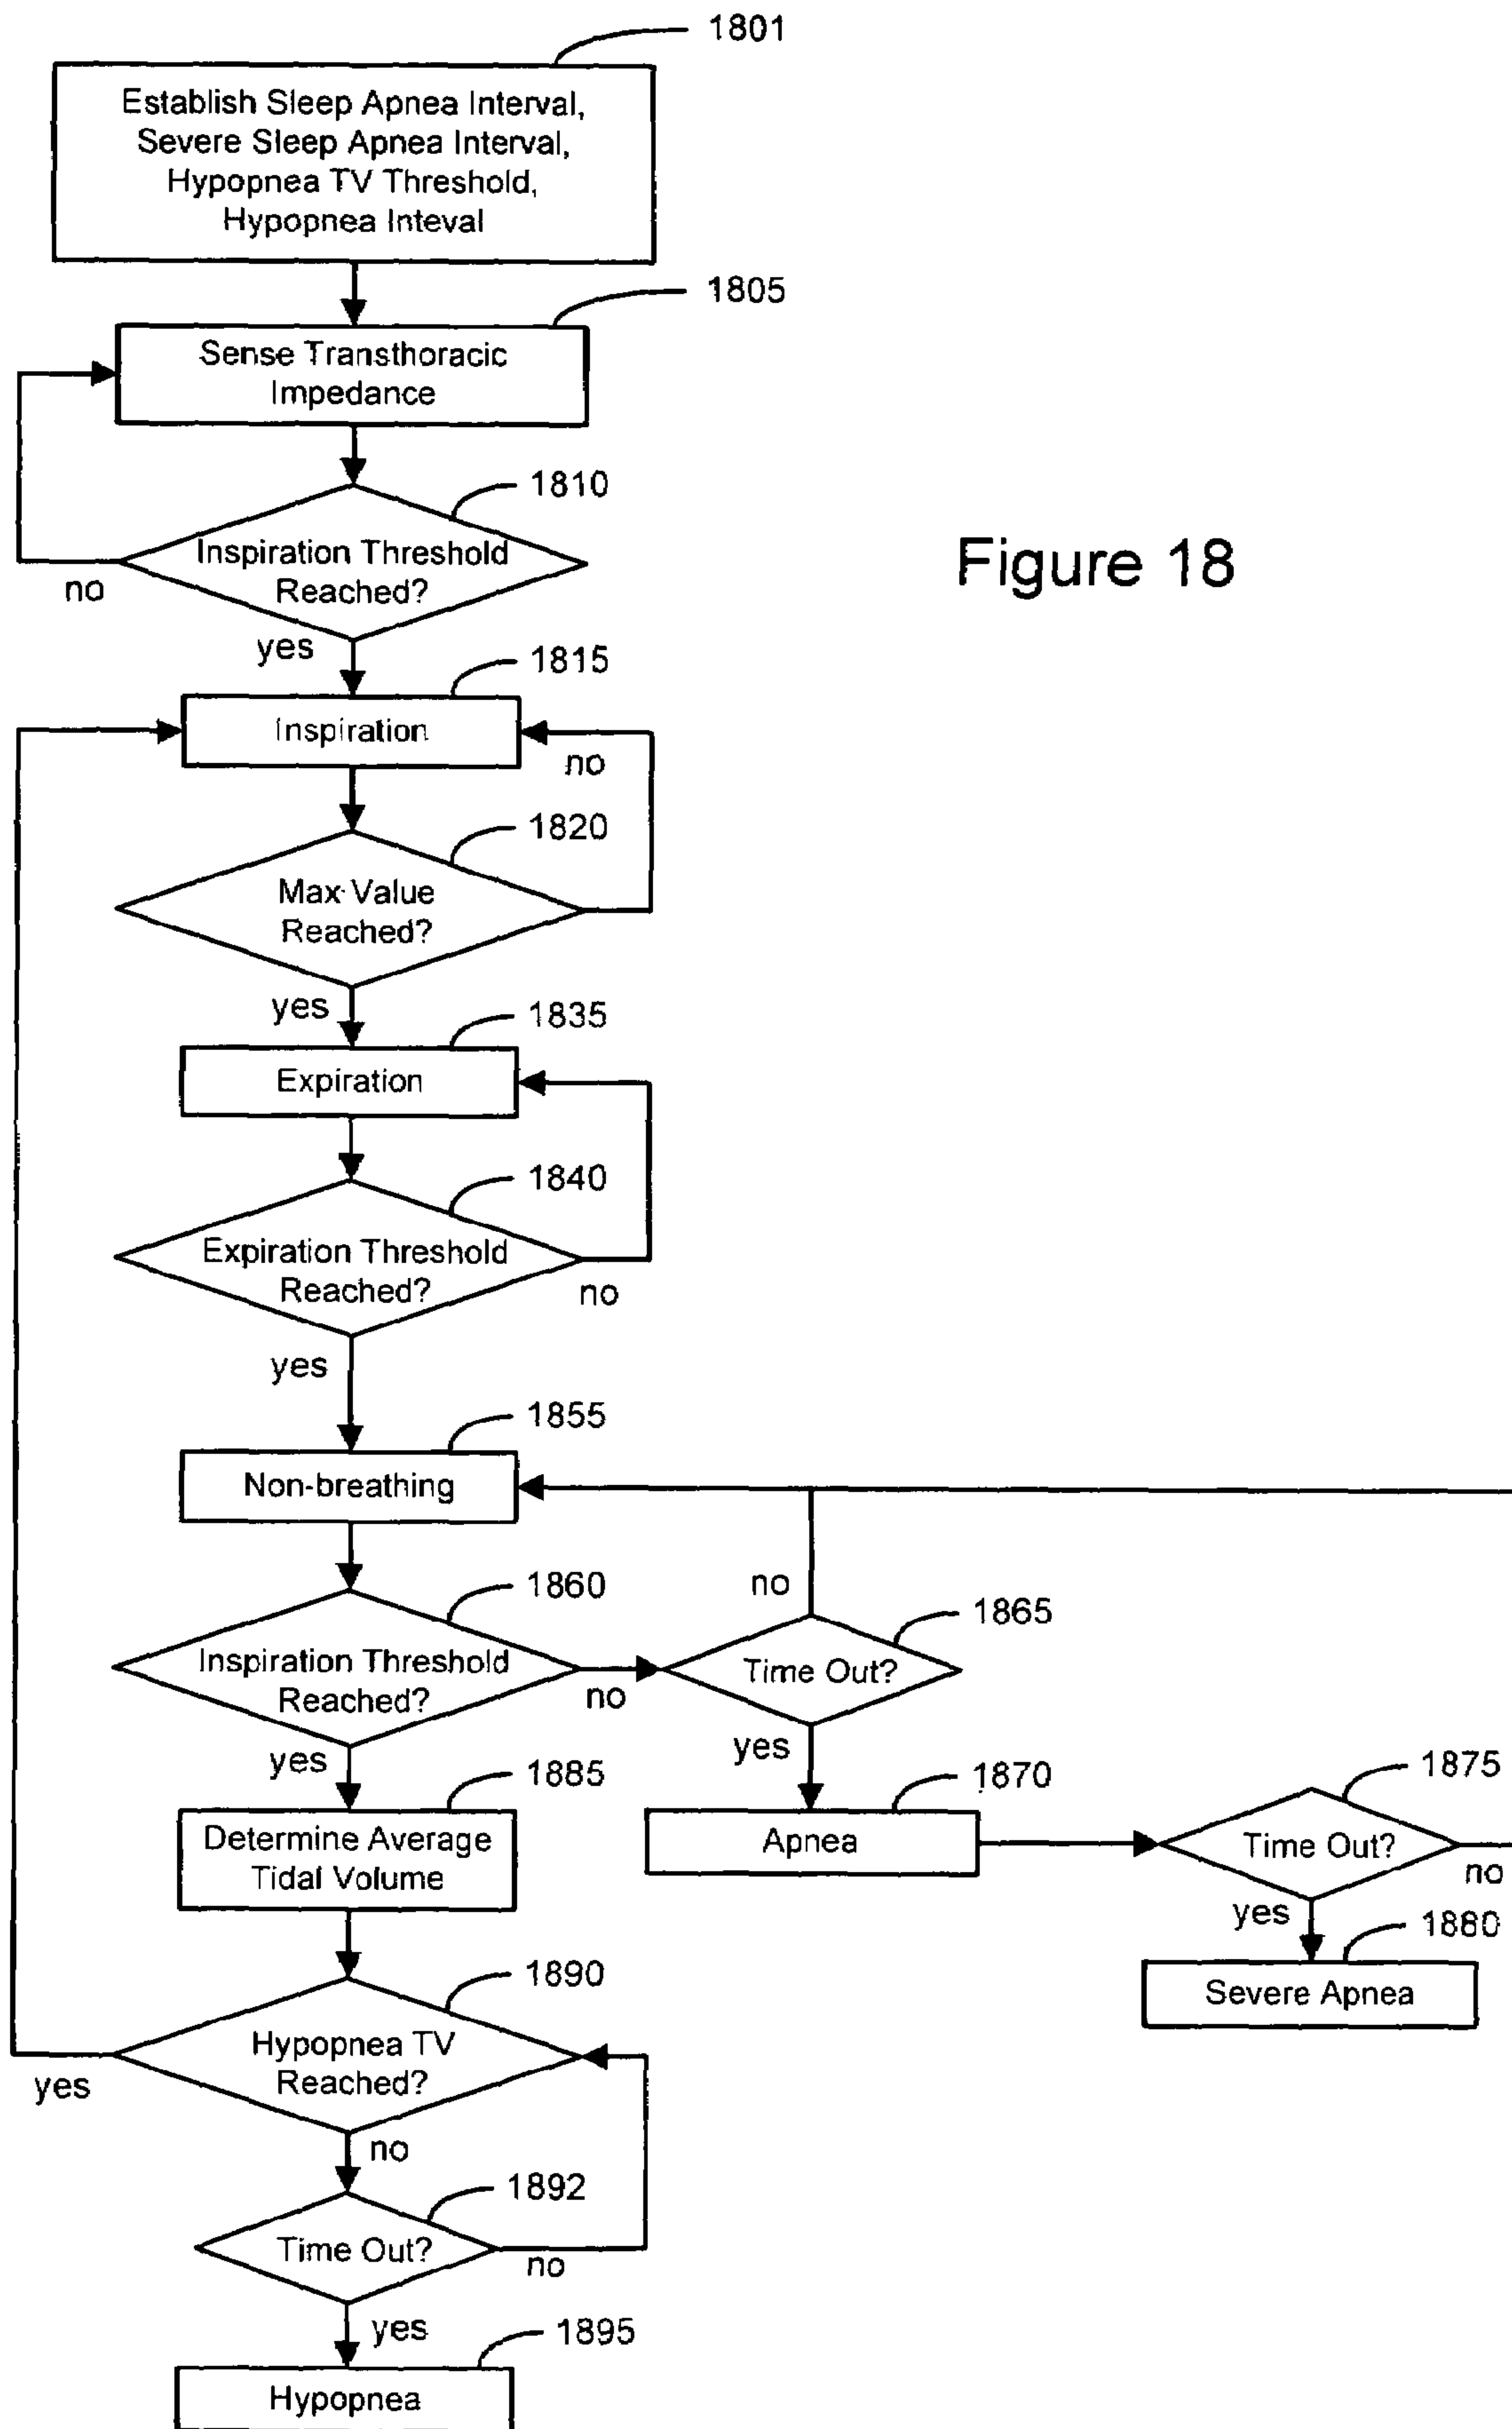 1801
Establish Sleep Apnea Interval,
Severe Sleep Apnea Interval,
Hypopnea TV Threshold,
Hypopnea Inteval
1805
Sense Transthoracic
Impedance
1810
Inspiration Threshold
Reached?
no
yes
Figure 18
1815
Inspiration
no
1820
Max Value
Reached?
yes
1835
Expiration
1840
Expiration Threshold
Reached?
no
yes
1855
Non-breathing
1860
Inspiration Threshold
Reached?
no
yes
no
1865
Time Out?
yes
1885
Determine Average
Tidal Volume
1870
Apnea
1875
Time Out?
no
yes
1880
Severe Apnea
1890
Hypopnea TV
Reached?
yes
no
1892
Time Out?
no
yes
1895
Hypopnea